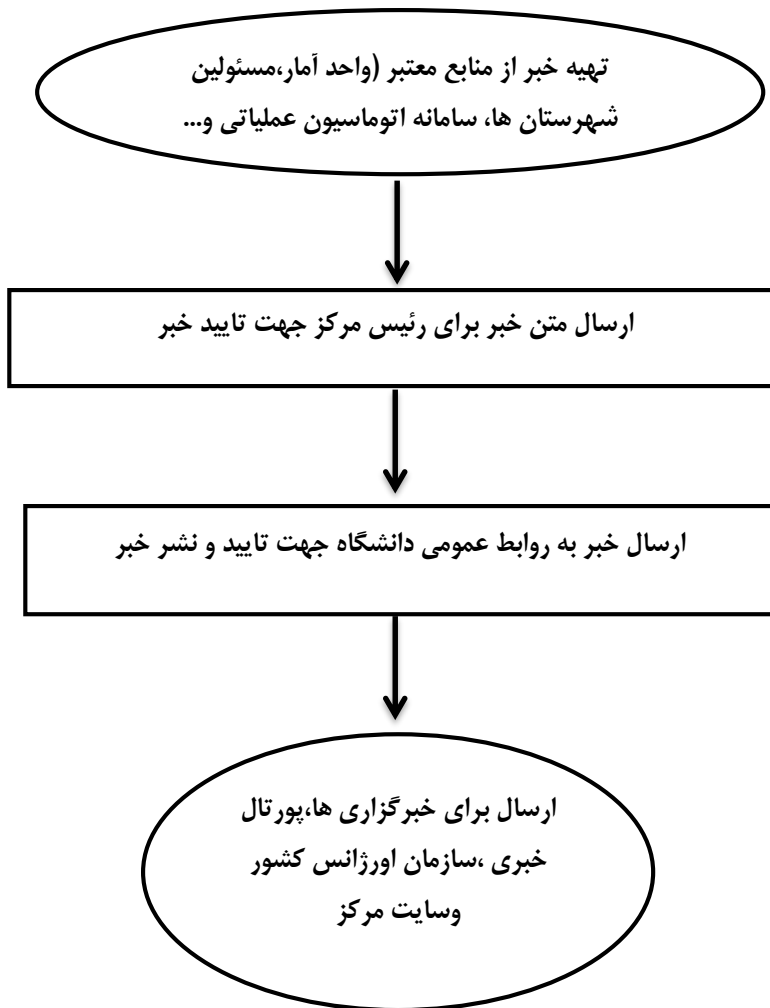 تهیه خبر از منابع معتبر (واحد آمار،مسئولین
شهرستان ها، سامانه اتوماسیون عملیاتی و...
ارسال متن خبر برای رئیس مرکز جهت تایید خبر
ارسال خبر به روابط عمومی دانشگاه جهت تایید و نشر خبر
ارسال برای خبرگزاری ها،پورتال
خبری ،سازمان اورژانس کشور
وسایت مرکز